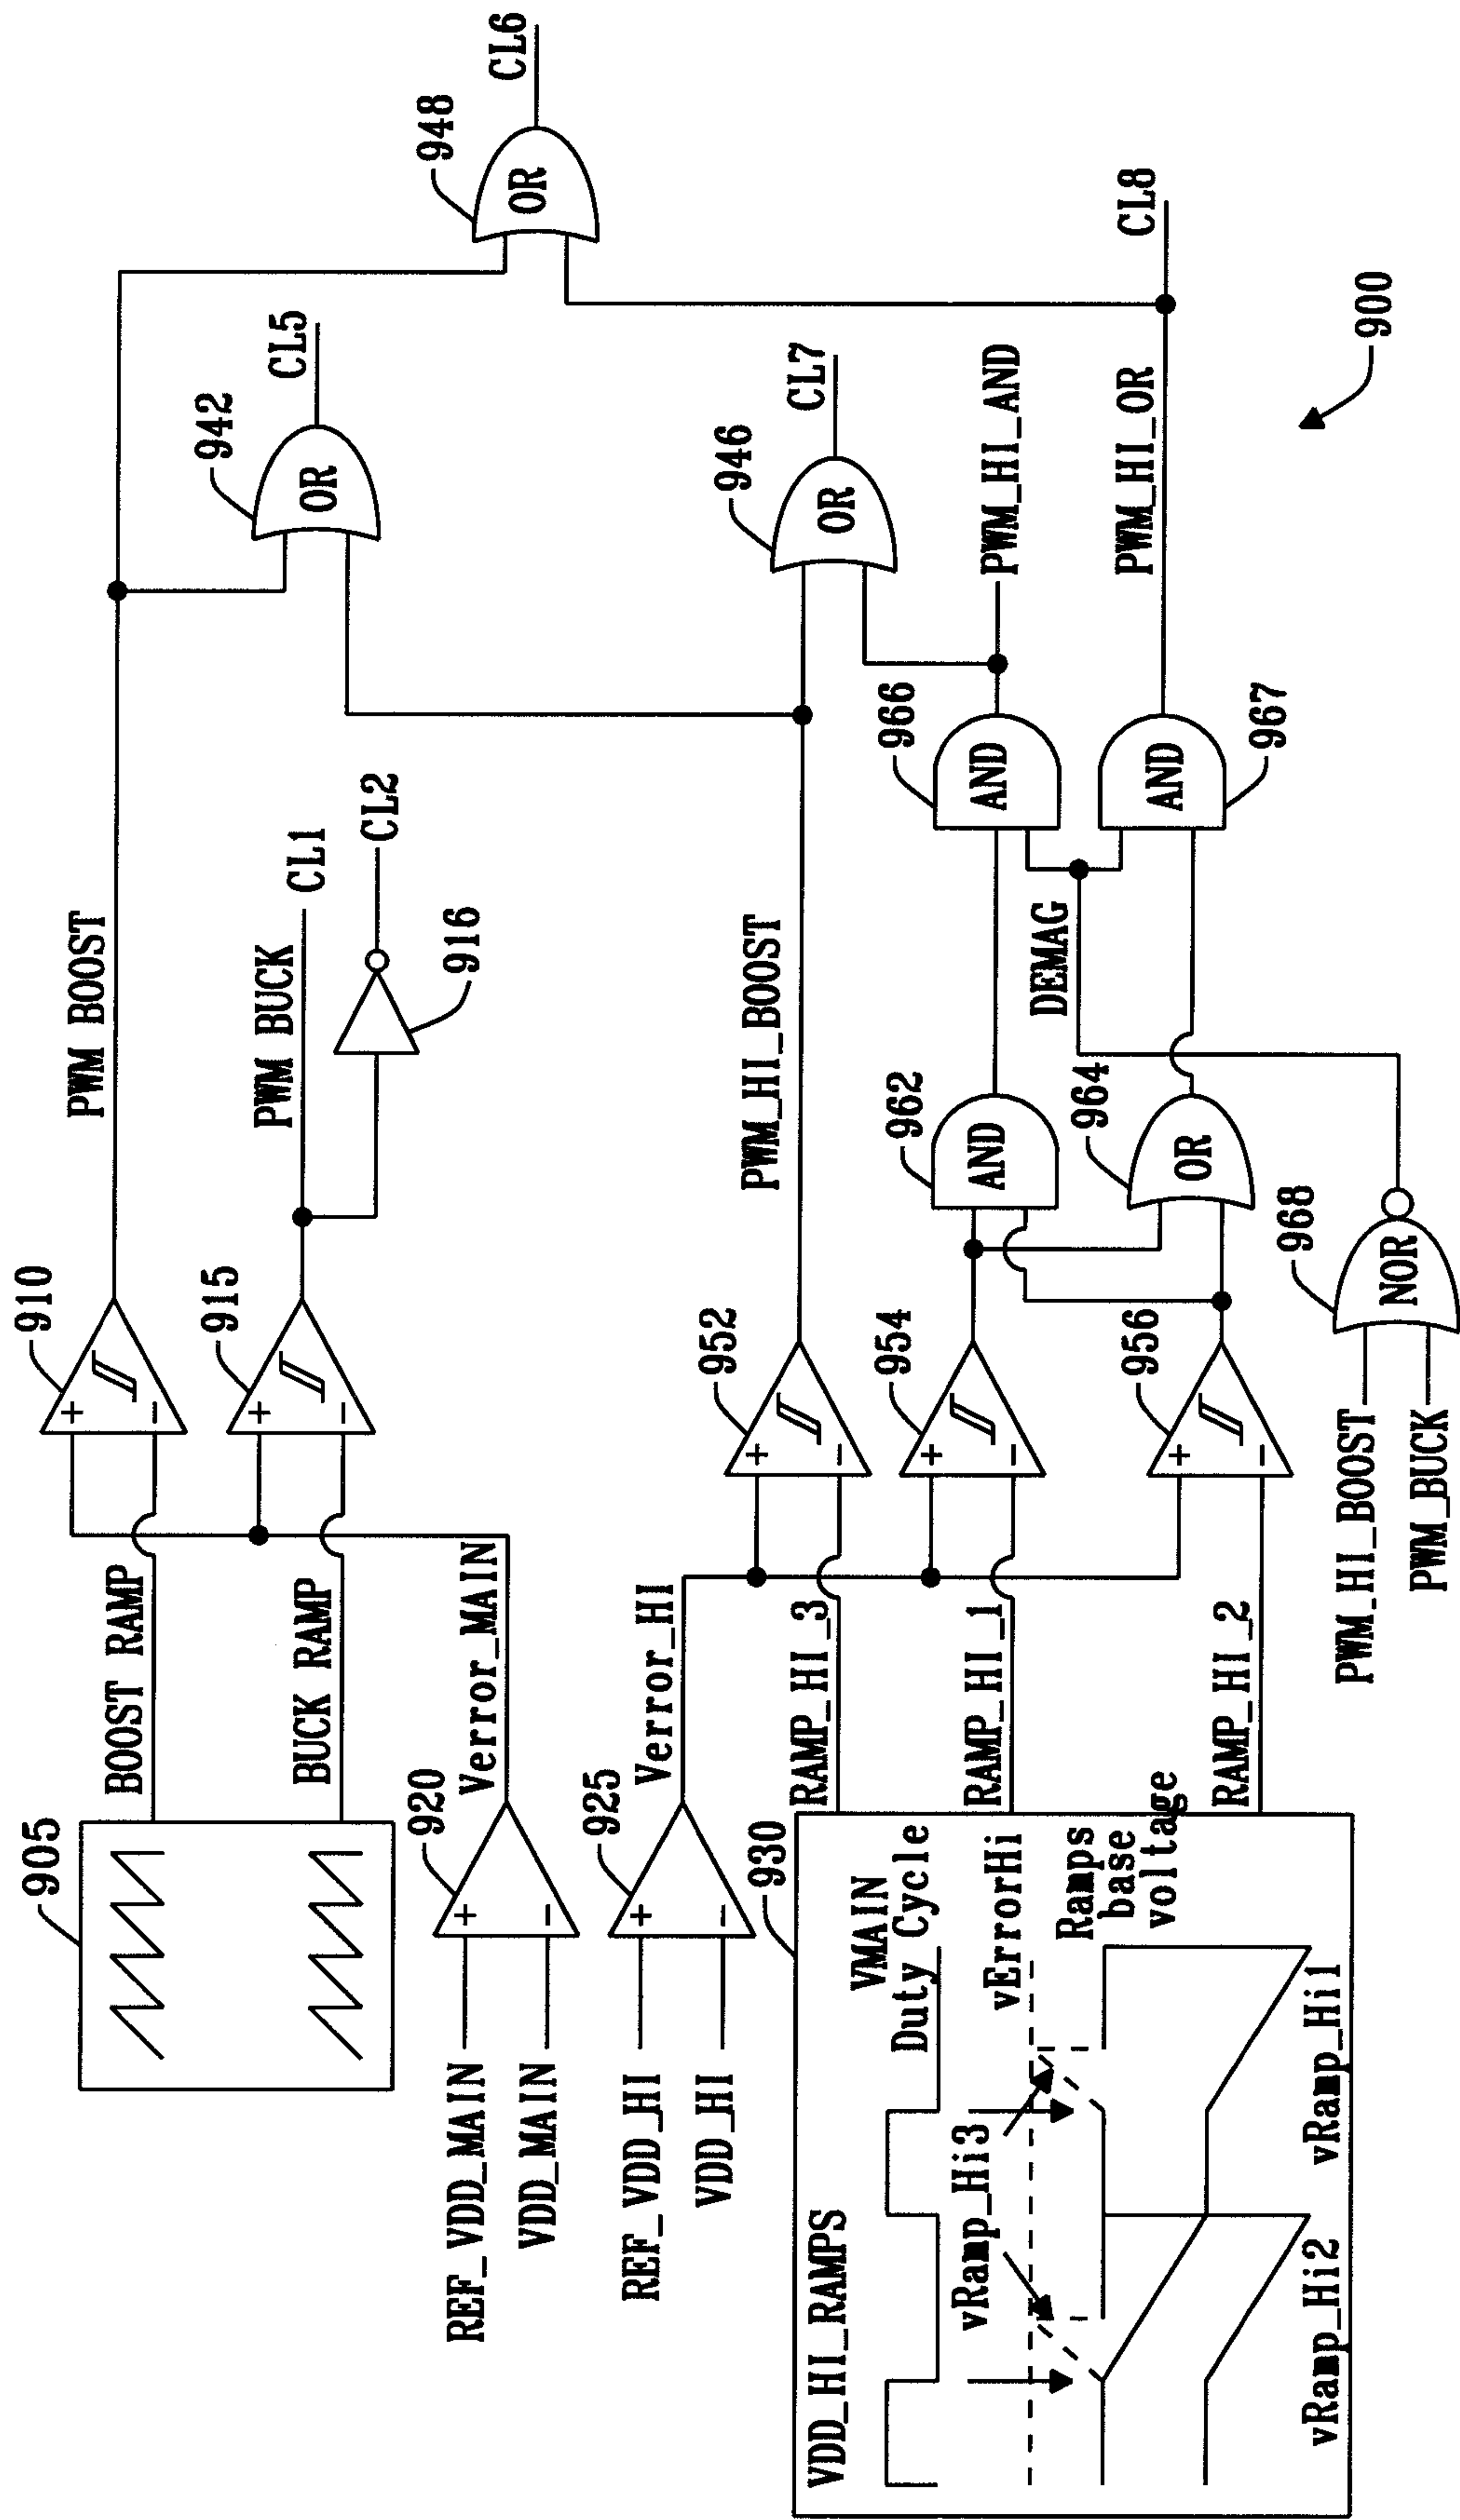 905
BOOST RAMP
BUCK RAMP
910
+
-
915
+
-
PWM BOOST
PWM BUCK
CL1
CL2
916
942
OR
CL5
948
OR
CL6
REF_VDD_MAIN
VDD_MAIN
920
+
-
Verror_MAIN
REF_VDD_HI
VDD_HI
925
+
-
Verror_HI
930
VDD_HI_RAMPS
VMAIN
Duty Cycle
vErrorHi
vRamp_Hi3
Ramps
base
voltage
vRamp_Hi2
vRamp_Hi1
RAMP_HI_3
RAMP_HI_1
RAMP_HI_2
952
+
-
954
+
-
956
+
-
PWM_HI_BOOST
946
OR
CL7
962
AND
964
OR
DEMAG
966
AND
967
AND
PWM_HI_AND
PWM_HI_OR
CL8
PWM_HI_BOOST
PWM_BUCK
968
NOR
900